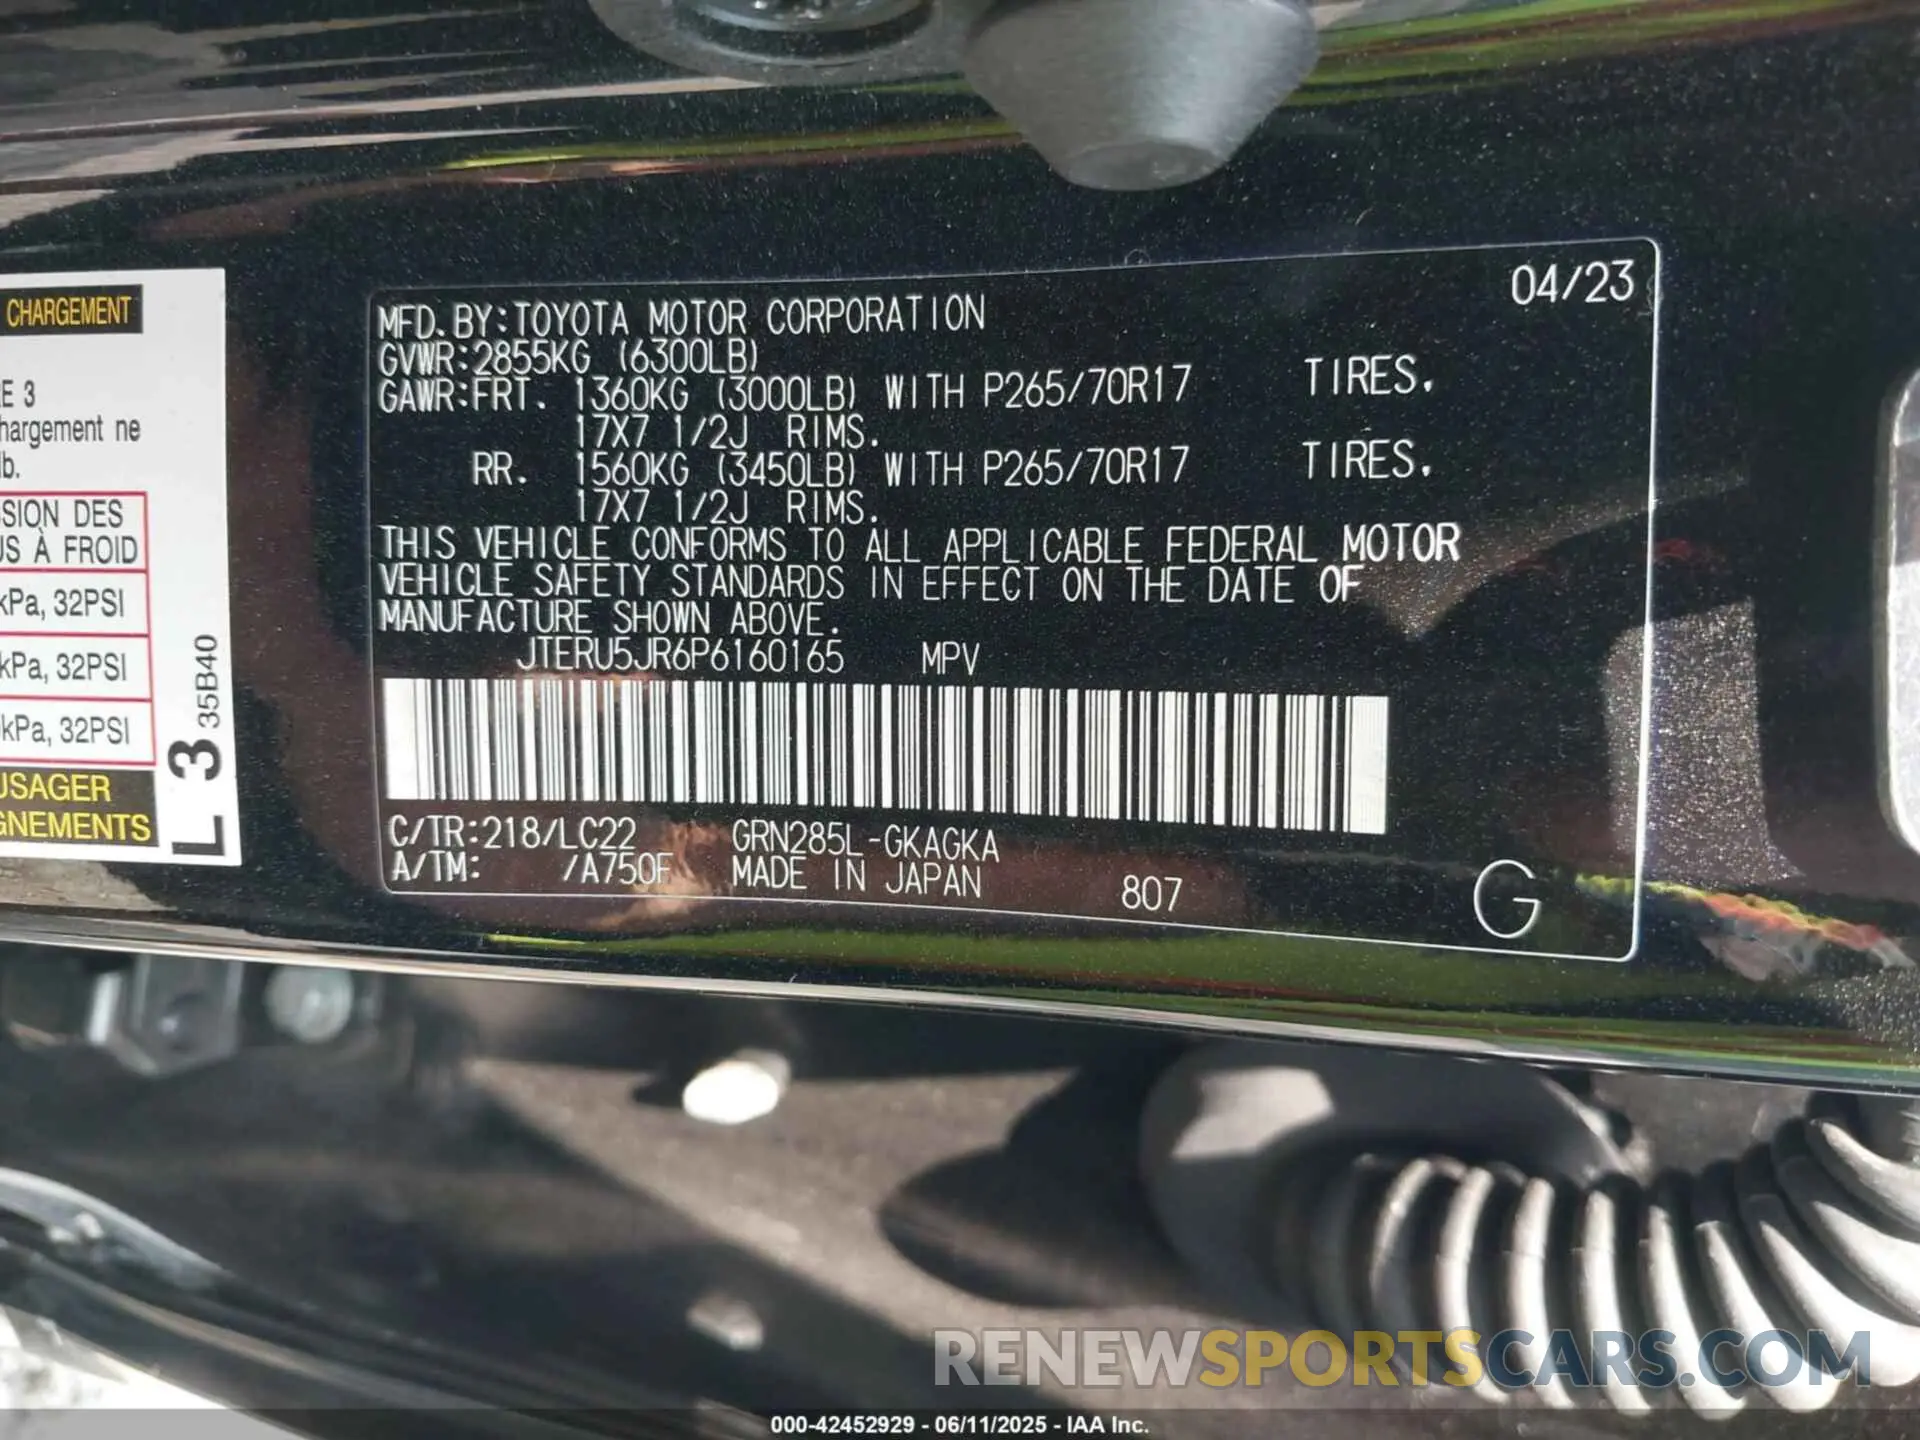 CHARGEMENT
E 3
hargement ne
lb.
SSION DES
US À FROID
kPa, 32PSI
kPa, 32PSI
kPa, 32PSI
USAGER
GNEMENTS
L 3 35B40
04/23
MFD. BY:TOYOTA MOTOR CORPORATION
GVWR:2855KG (6300LB)
GAWR:FRT. 1360KG (3000LB) WITH P265/70R17 TIRES.
17X7 1/2J RIMS.
RR. 1560KG (3450LB) WITH P265/70R17 TIRES.
17X7 1/2J RIMS.
THIS VEHICLE CONFORMS TO ALL APPLICABLE FEDERAL MOTOR
VEHICLE SAFETY STANDARDS IN EFFECT ON THE DATE OF
MANUFACTURE SHOWN ABOVE.
JTERU5JR6P6160165 MPV
C/TR:218/LC22 GRN285L-GKAGKA
A/TM: /A750F MADE IN JAPAN 807 G
RENEWSPORTSCARS.COM
000-42452929 - 06/11/2025 - IAA Inc.